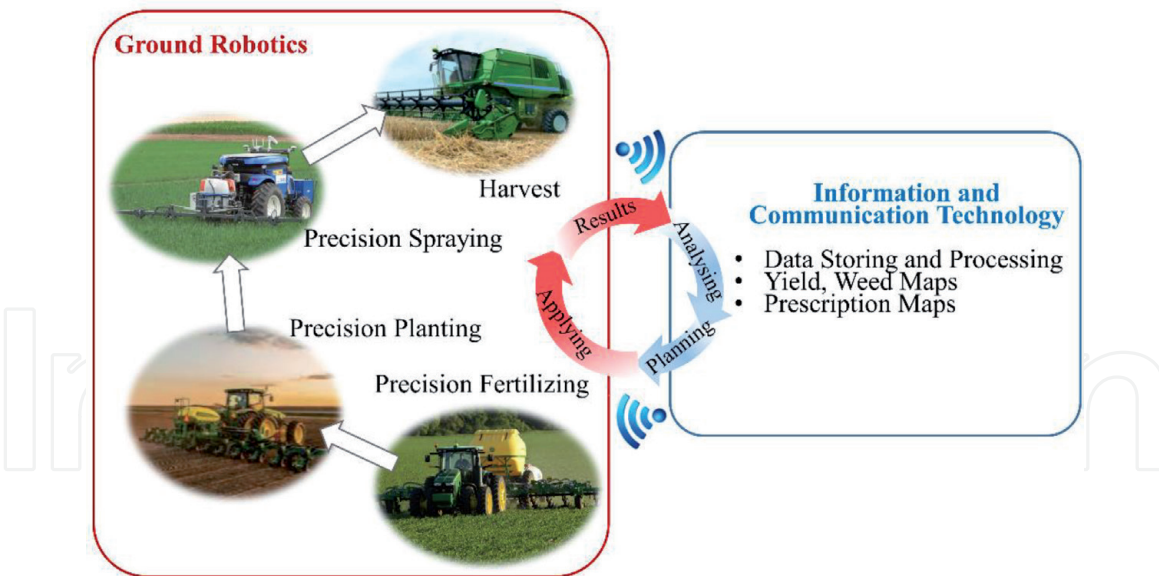 Ground Robotics
Harvest
Precision Spraying
Precision Planting
Precision Fertilizing
Results
Analysing
Planning
Applying
Information and
Communication Technology
• Data Storing and Processing
• Yield, Weed Maps
• Prescription Maps